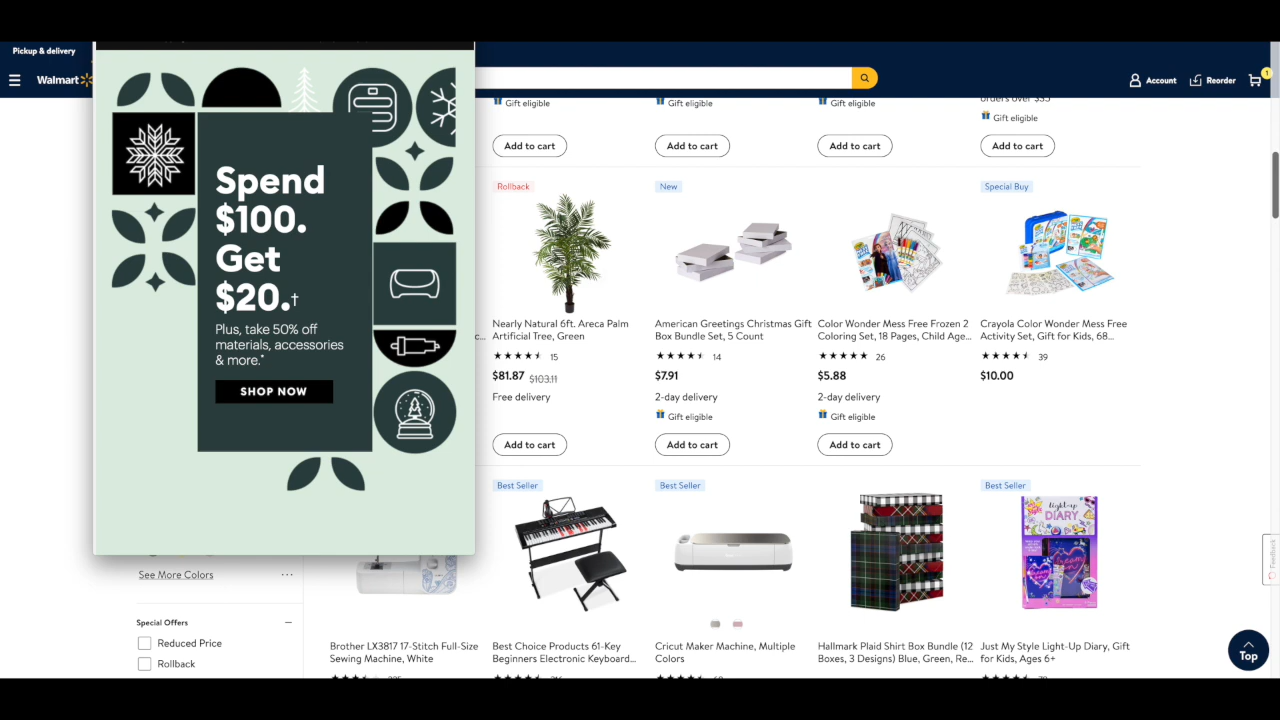 Pickup & delivery
Walmart
Account
Reorder
1
Gift eligible
Gift eligible
Gift eligible
Gift eligible
Add to cart
Add to cart
Add to cart
Add to cart
Spend
$100.
Get
$20.†
Plus, take 50% off
materials, accessories
& more.*
SHOP NOW
Rollback
New
Special Buy
Nearly Natural 6ft. Areca Palm
Artificial Tree, Green
15
$81.87 $103.11
Free delivery
Add to cart
American Greetings Christmas Gift
Box Bundle Set, 5 Count
14
$7.91
2-day delivery
Gift eligible
Add to cart
Color Wonder Mess Free Frozen 2
Coloring Set, 18 Pages, Child Age...
26
$5.88
2-day delivery
Gift eligible
Add to cart
Crayola Color Wonder Mess Free
Activity Set, Gift for Kids, 68...
39
$10.00
Best Seller
Best Seller
Best Seller
light-up
DIARY
Feedback
See More Colors
Special Offers
Reduced Price
Rollback
Brother LX3817 17-Stitch Full-Size
Sewing Machine, White
Best Choice Products 61-Key
Beginners Electronic Keyboard...
Cricut Maker Machine, Multiple
Colors
Hallmark Plaid Shirt Box Bundle (12
Boxes, 3 Designs) Blue, Green, Re...
Just My Style Light-Up Diary, Gift
for Kids, Ages 6+
Top